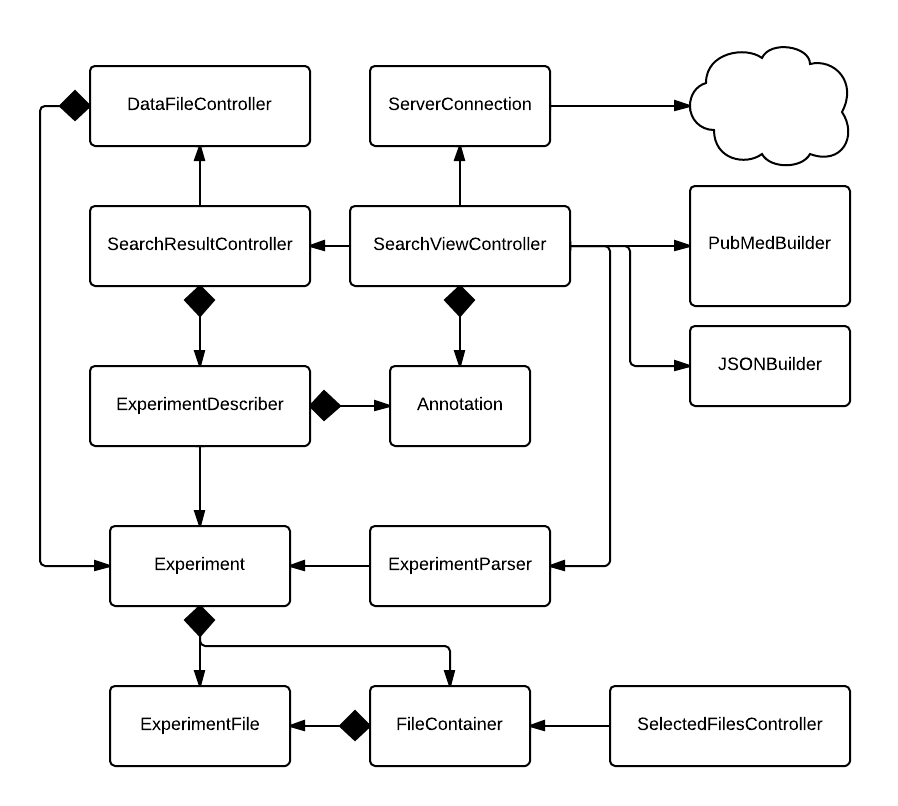 DataFileController
ServerConnection
SearchResultController
SearchViewController
PubMedBuilder
JSONBuilder
ExperimentDescriber
Annotation
Experiment
ExperimentParser
ExperimentFile
FileContainer
SelectedFilesController